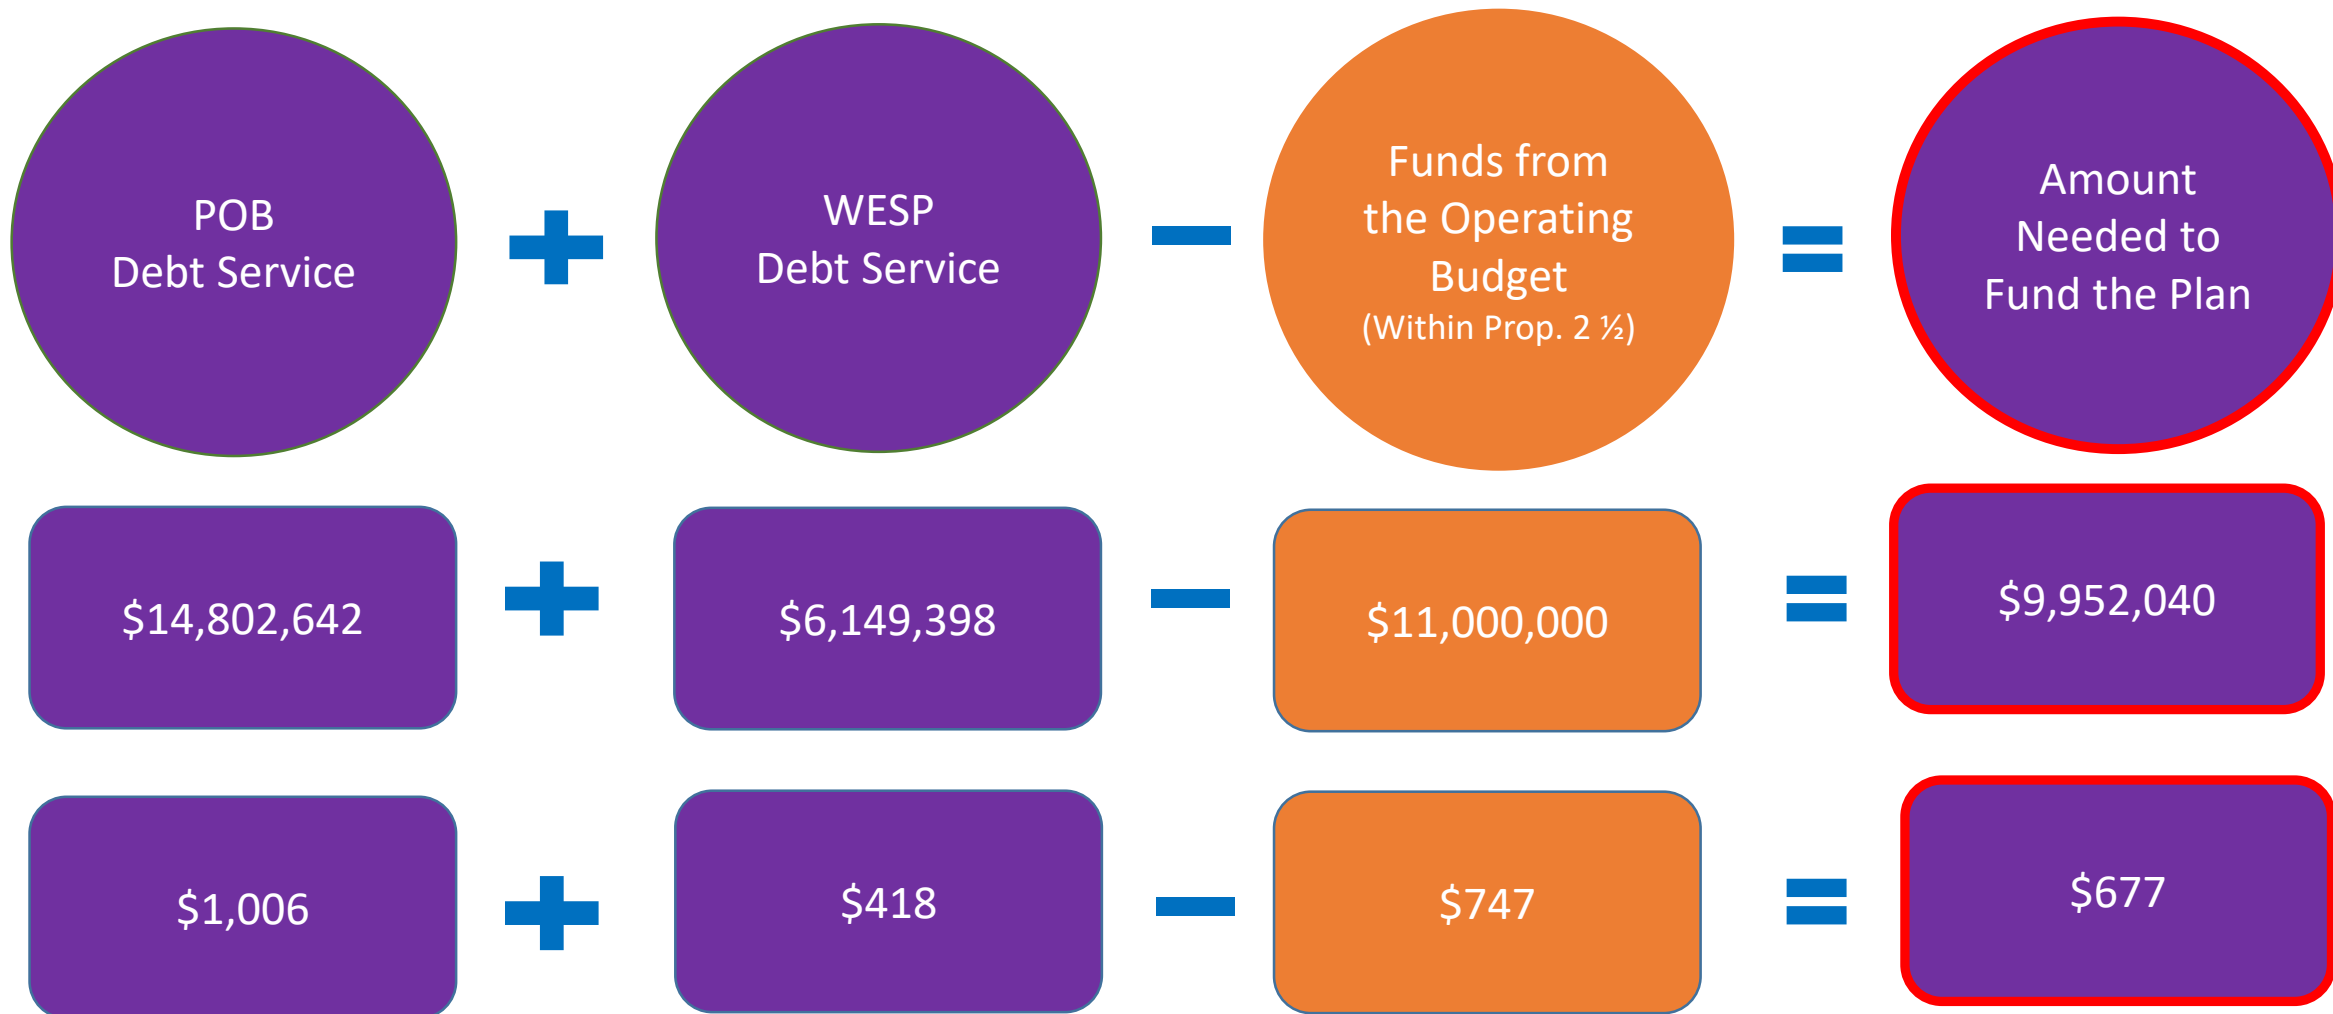 POB
Debt Service
WESP
Debt Service
Funds from
the Operating
Budget
(Within Prop. 2 ½)
Amount
Needed to
Fund the Plan
$14,802,642
$6,149,398
$11,000,000
$9,952,040
$1,006
$418
$747
$677